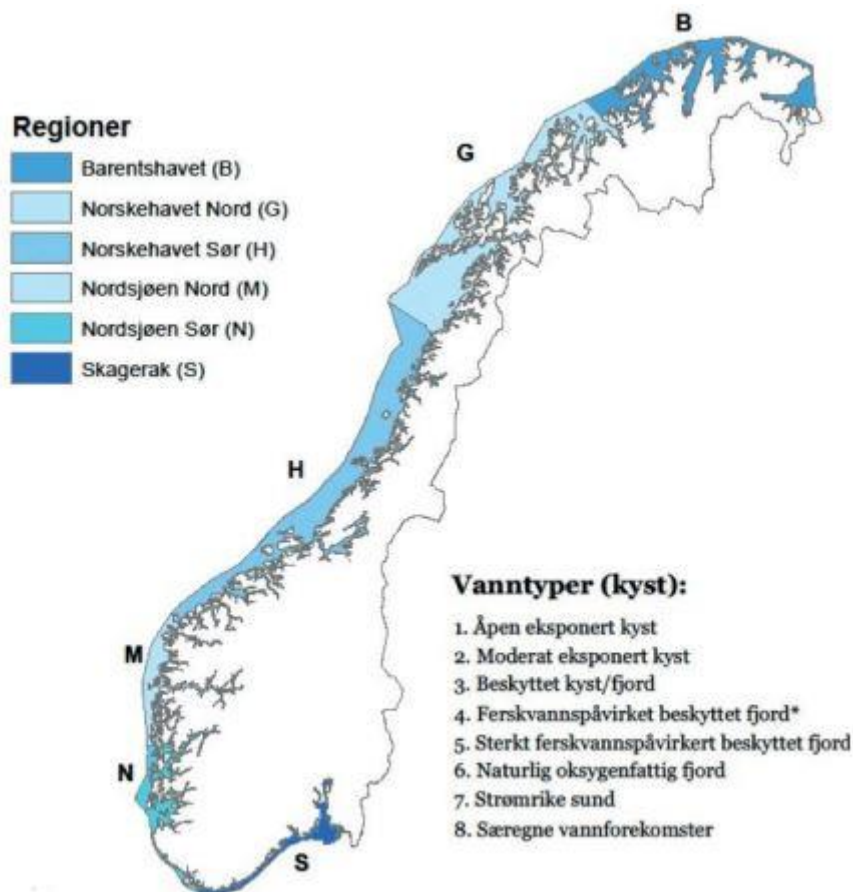 B
Regioner
Barentshavet (B)
Norskehavet Nord (G)
Norskehavet Sør (H)
Nordsjøen Nord (M)
Nordsjøen Sør (N)
Skagerak (S)
G
H
Vanntyper (kyst):
1. Åpen eksponert kyst
2. Moderat eksponert kyst
3. Beskyttet kyst/fjord
4. Ferskvannspåvirket beskyttet fjord*
5. Sterkt ferskvannspåvirkert beskyttet fjord
6. Naturlig oksygenfattig fjord
7. Strømrike sund
8. Særegne vannforekomster
M
N
S